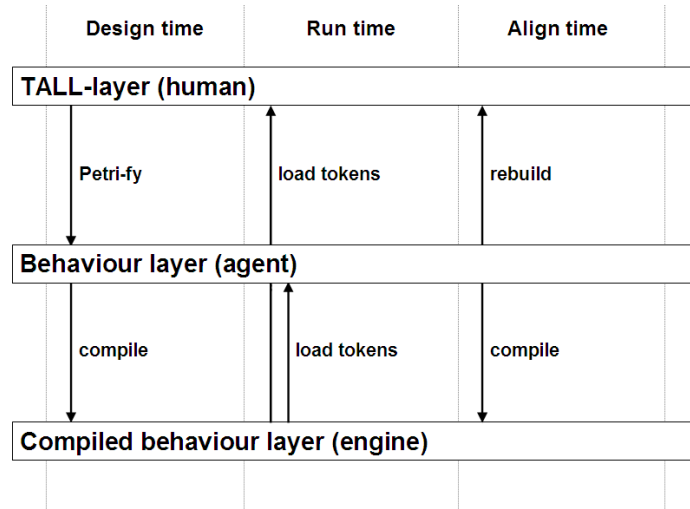 Design time
Run time
Align time
TALL-layer (human)
Petri-fy
load tokens
rebuild
Behaviour layer (agent)
compile
load tokens
compile
Compiled behaviour layer (engine)